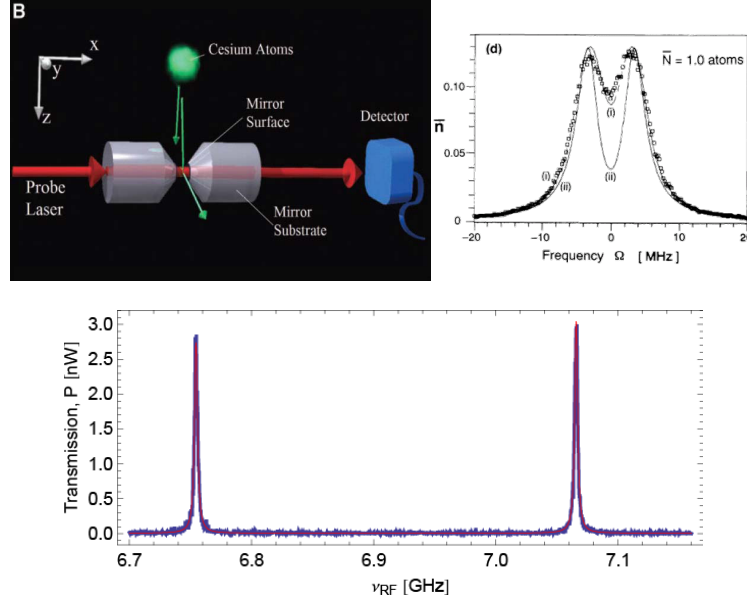 B
x
y
z
Cesium Atoms
Mirror
Surface
Detector
Probe
Laser
Mirror
Substrate
(d)
N̅ = 1.0 atoms
0.10
n̅
0.05
0
(i)
(i)
(ii)
(ii)
-20 -10 0 10 20
Frequency Ω [ MHz ]
3.0
2.5
2.0
1.5
1.0
0.5
0.0
Transmission, P [nW]
6.7 6.8 6.9 7.0 7.1
νRF [GHz]